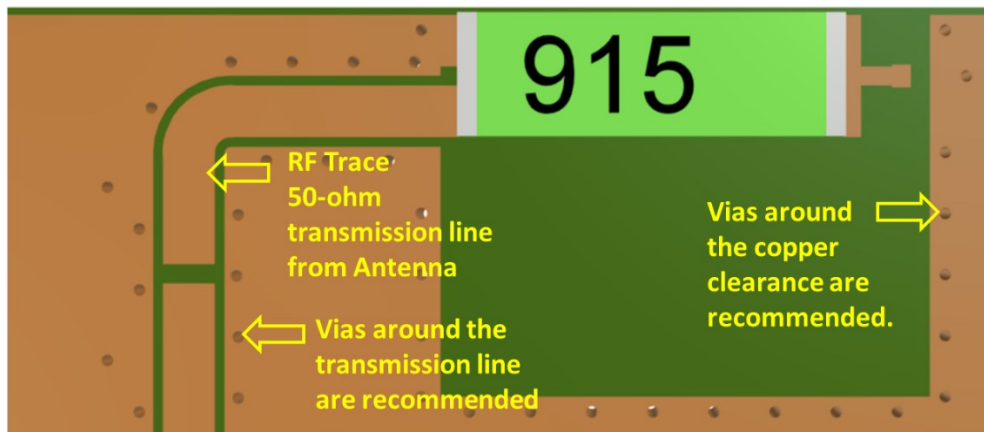 915
RF Trace
50-ohm
transmission line
from Antenna
Vias around
the copper
clearance are
recommended.
Vias around the
transmission line
are recommended